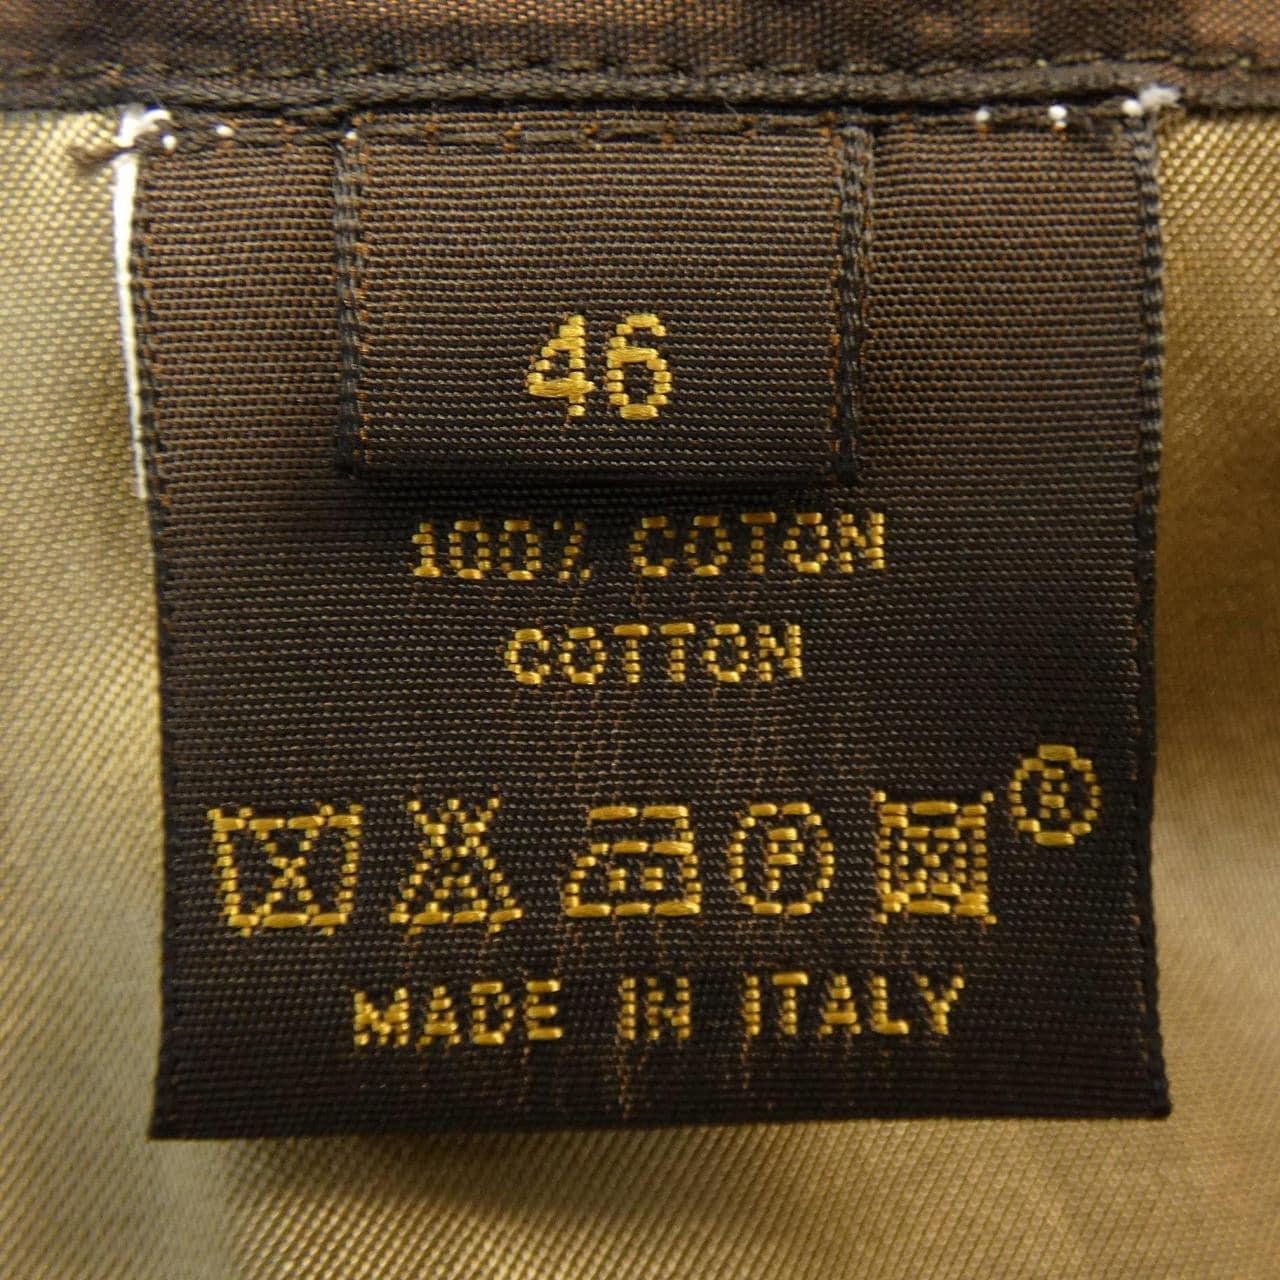 46
100% COTON
COTTON
P
®
MADE IN ITALY